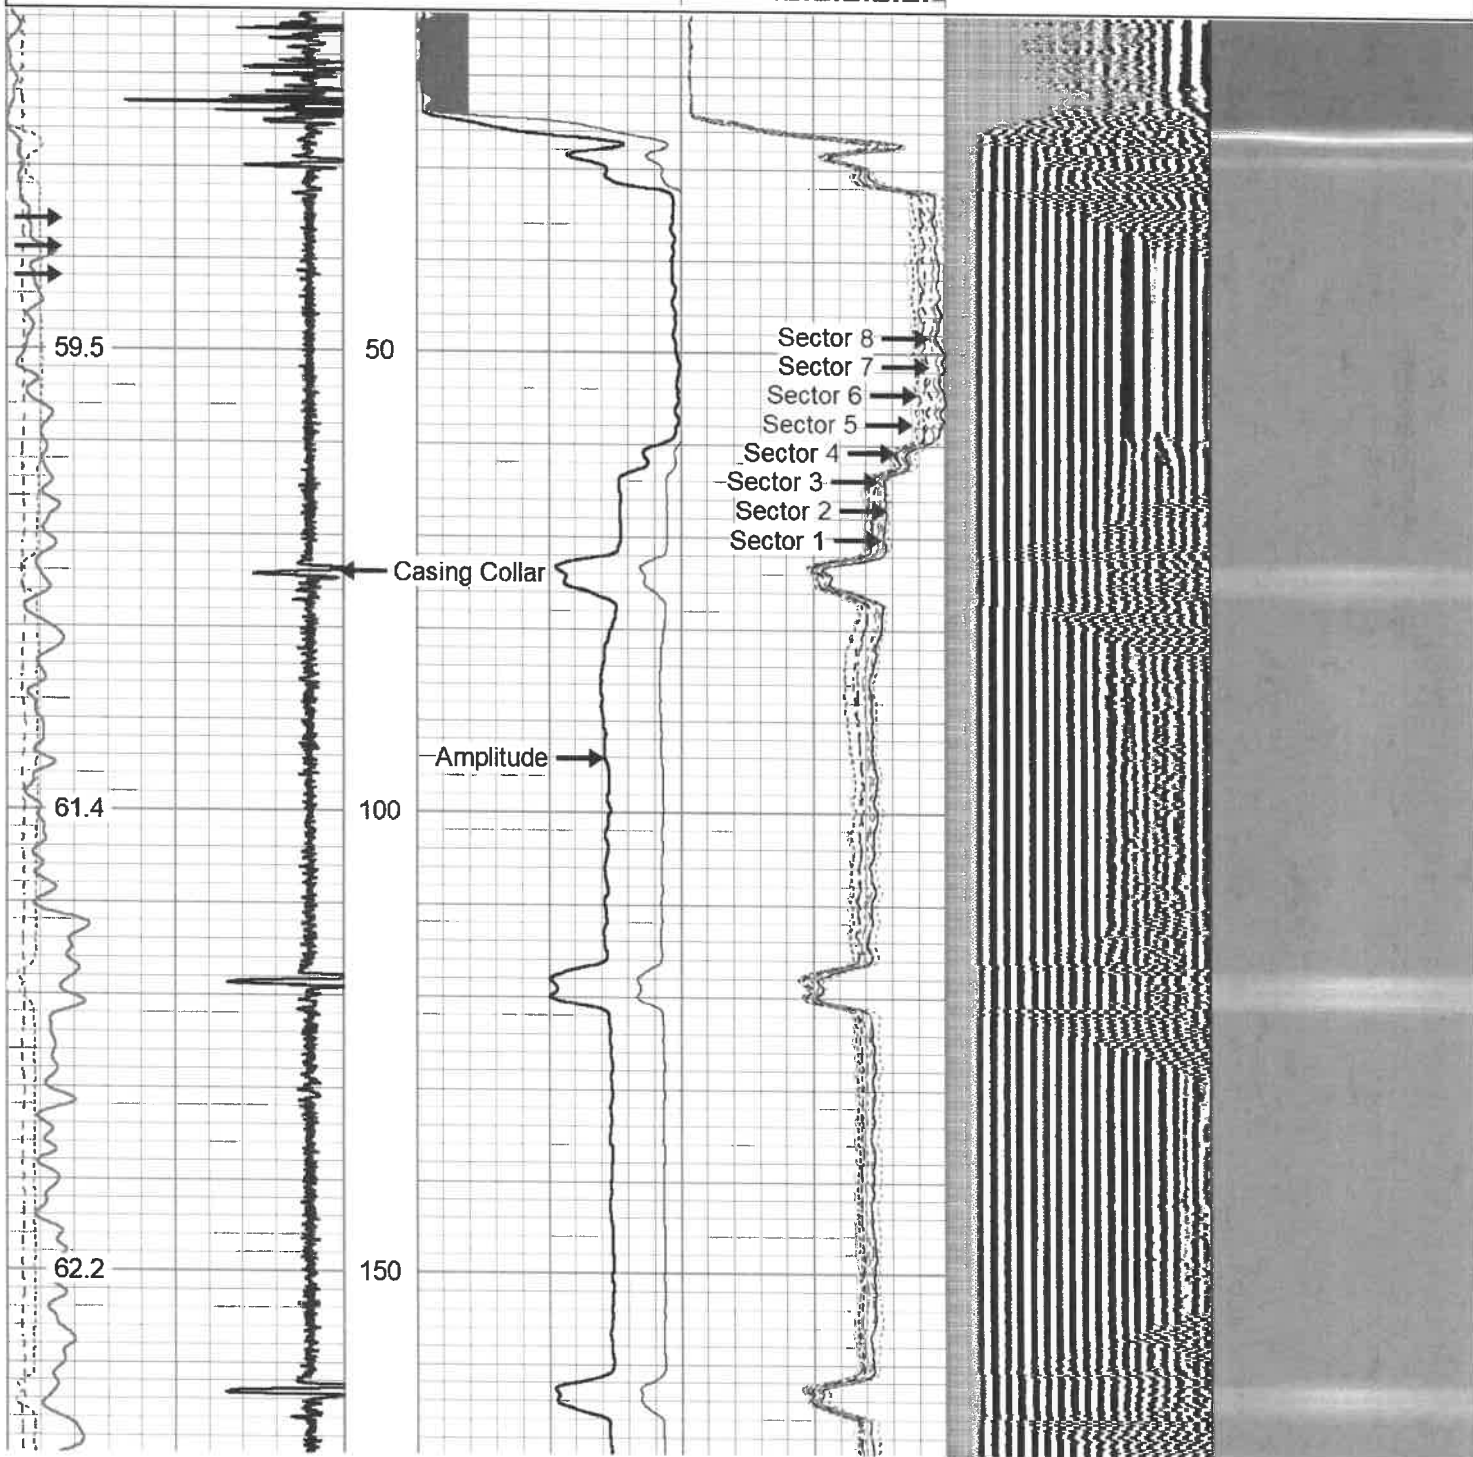 59.5
50
Sector 8
Sector 7
Sector 6
Sector 5
Sector 4
Sector 3
Sector 2
Sector 1
Casing Collar
Amplitude
61.4
100
62.2
150